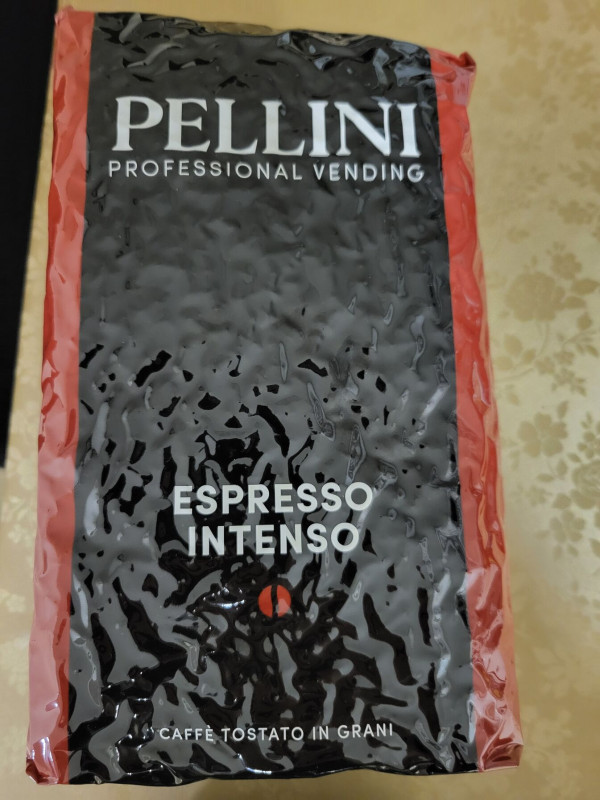 PELLINI
PROFESSIONAL VENDING
ESPRESSO
INTENSO
CAFFÈ TOSTATO IN GRANI